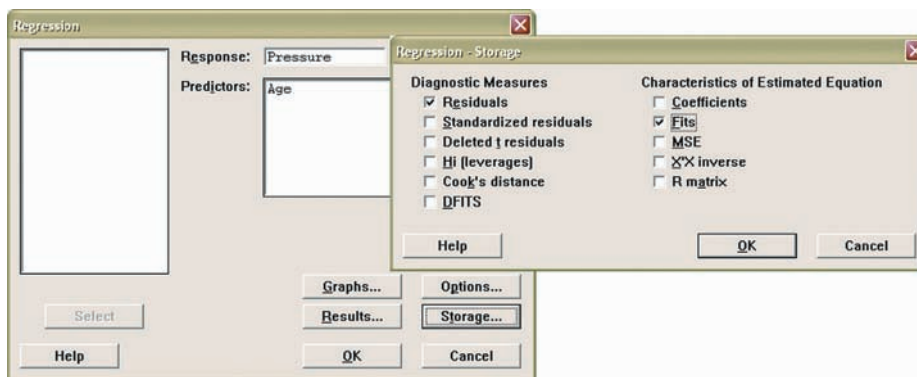 Regression
Response: Pressure
Predictors: Age
Graphs...
Options...
Select
Results...
Storage...
Help
OK
Cancel
Regression - Storage
Diagnostic Measures
Residuals
Standardized residuals
Deleted t residuals
Hi (leverages)
Cook's distance
DFITS
Characteristics of Estimated Equation
Coefficients
Fits
MSE
X'X inverse
R matrix
Help
OK
Cancel